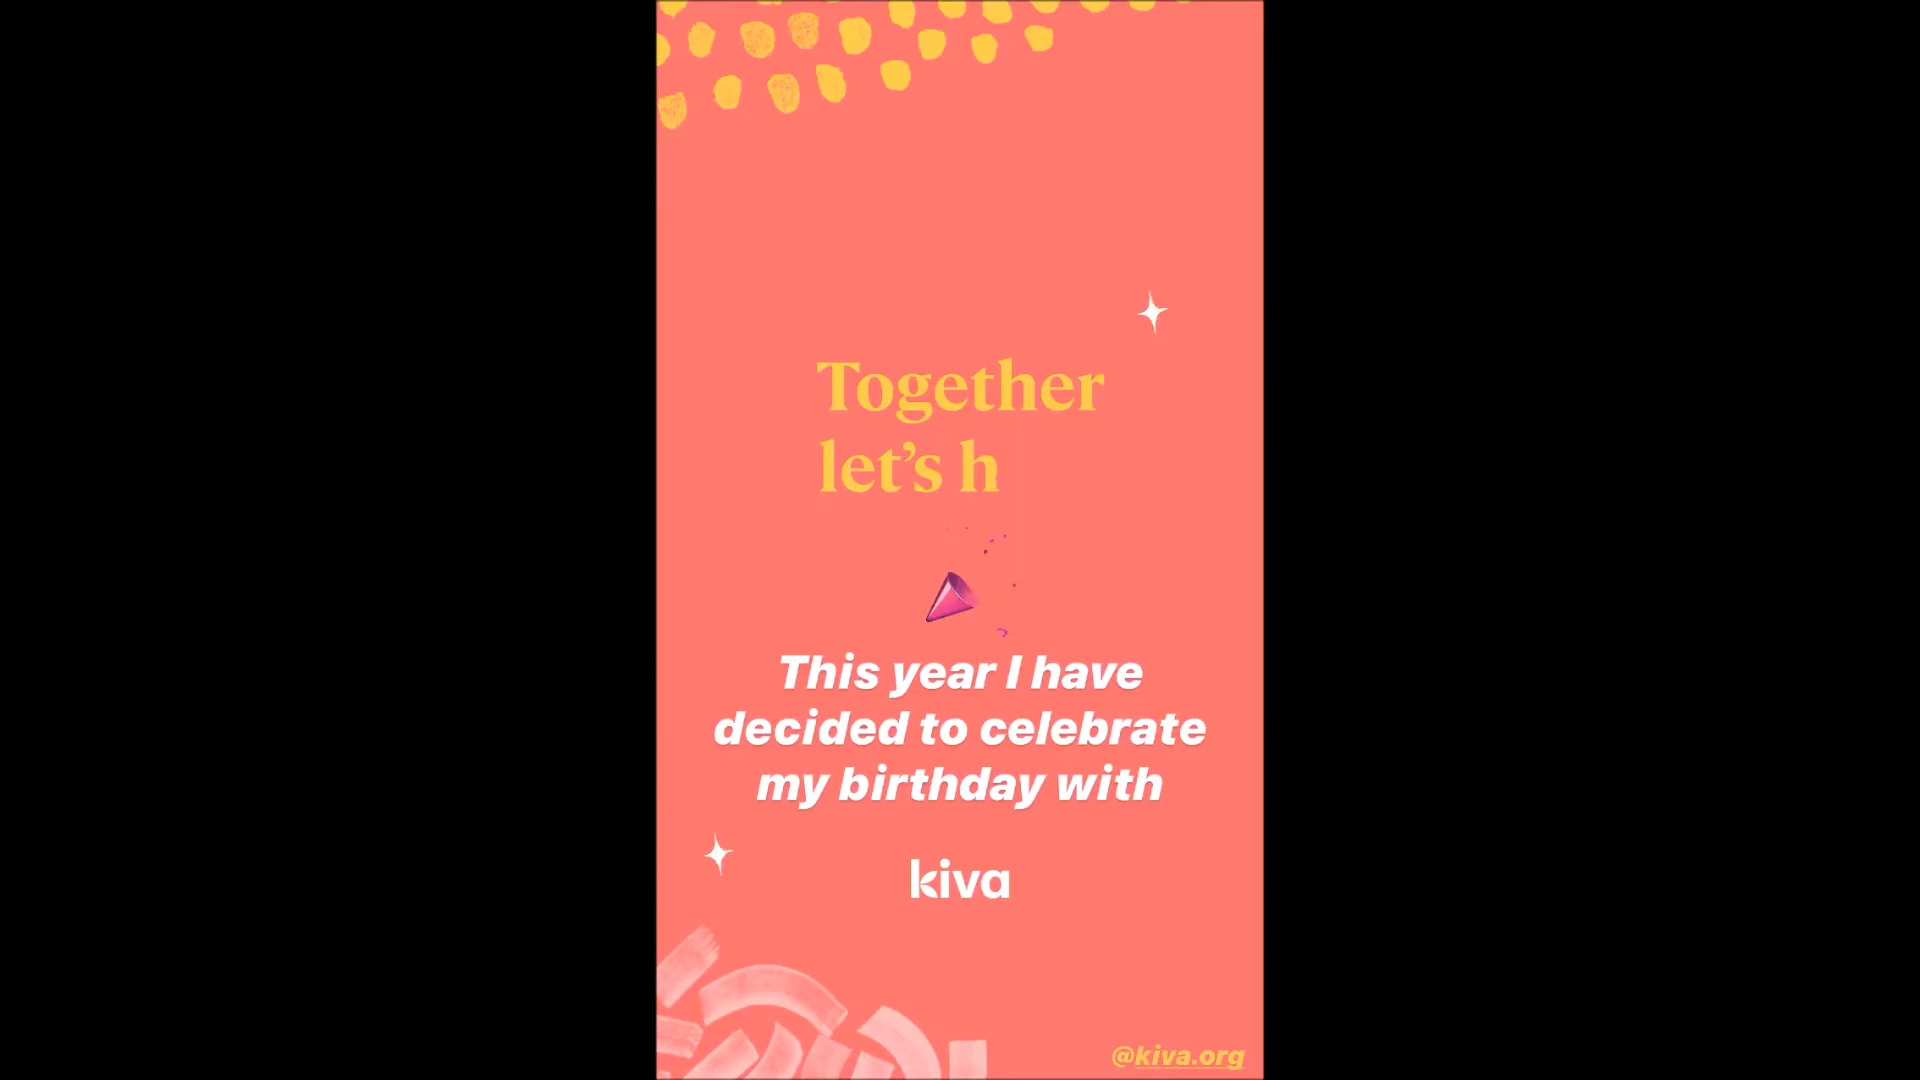 Together
let’s h
This year I have
decided to celebrate
my birthday with
kiva
@kiva.org